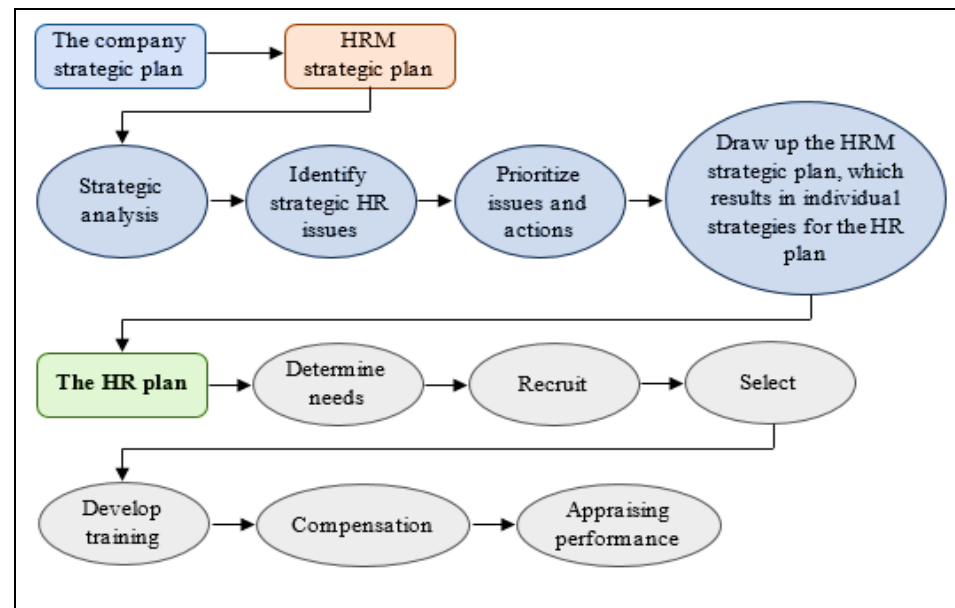 The company
strategic plan
HRM
strategic plan
Strategic
analysis
Identify
strategic HR
issues
Prioritize
issues and
actions
Draw up the HRM
strategic plan, which
results in individual
strategies for the HR
plan
The HR plan
Determine
needs
Recruit
Select
Develop
training
Compensation
Appraising
performance